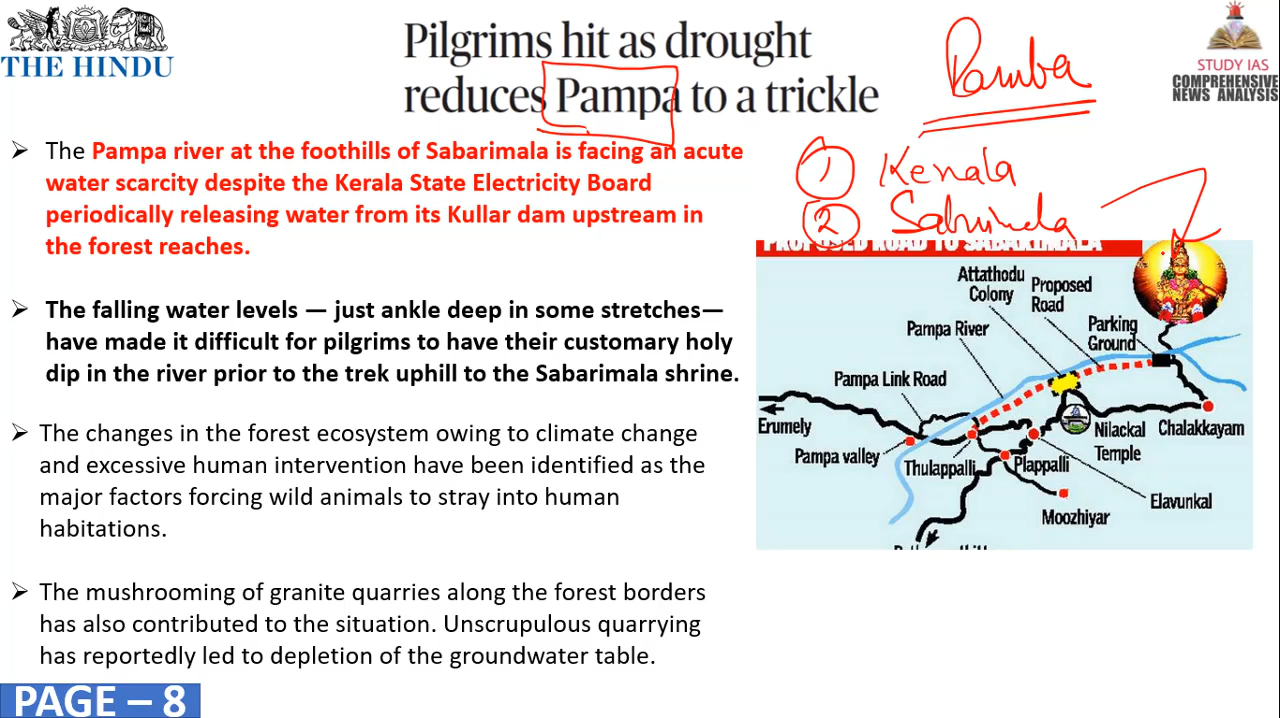 THE HINDU
Pilgrims hit as drought
reduces Pampa to a trickle
Pamba
STUDY IAS
COMPREHENSIVE
NEWS ANALYSIS
① Kerala
②
➢ The Pampa river at the foothills of Sabarimala is facing an acute
water scarcity despite the Kerala State Electricity Board
periodically releasing water from its Kullar dam upstream in
the forest reaches.
➢ The falling water levels — just ankle deep in some stretches—
have made it difficult for pilgrims to have their customary holy
dip in the river prior to the trek uphill to the Sabarimala shrine.
➢ The changes in the forest ecosystem owing to climate change
and excessive human intervention have been identified as the
major factors forcing wild animals to stray into human
habitations.
➢ The mushrooming of granite quarries along the forest borders
has also contributed to the situation. Unscrupulous quarrying
has reportedly led to depletion of the groundwater table.
PROPOSED ROAD TO SABARIMALA
Attathodu
Colony
Proposed
Road
Pampa River
Parking
Ground
Pampa Link Road
Erumely
Pampa valley
Thulappalli
Plappalli
Nilackal
Temple
Chalakkayam
Elavunkal
Moozhiyar
PAGE – 8